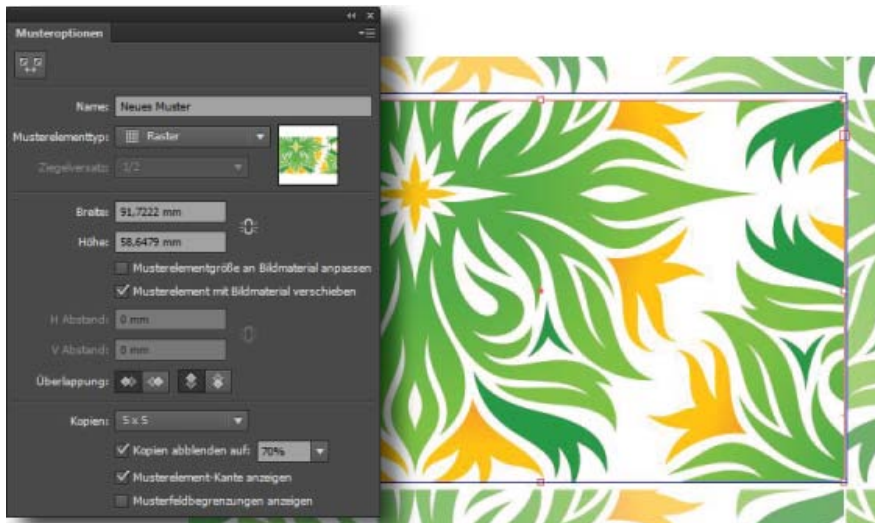 Musteroptionen
Name: Neues Muster
Musterelementtyp: Raster
Ziegelversatz: 1/2
Breite: 91,7222 mm
Höhe: 58,6479 mm
Musterelementgröße an Bildmaterial anpassen
Musterelement mit Bildmaterial verschieben
H Abstand: 0 mm
V Abstand: 0 mm
Überlappung:
Kopien: 5 x 5
Kopien abblenden auf: 70%
Musterelement-Kante anzeigen
Musterfeldbegrenzungen anzeigen